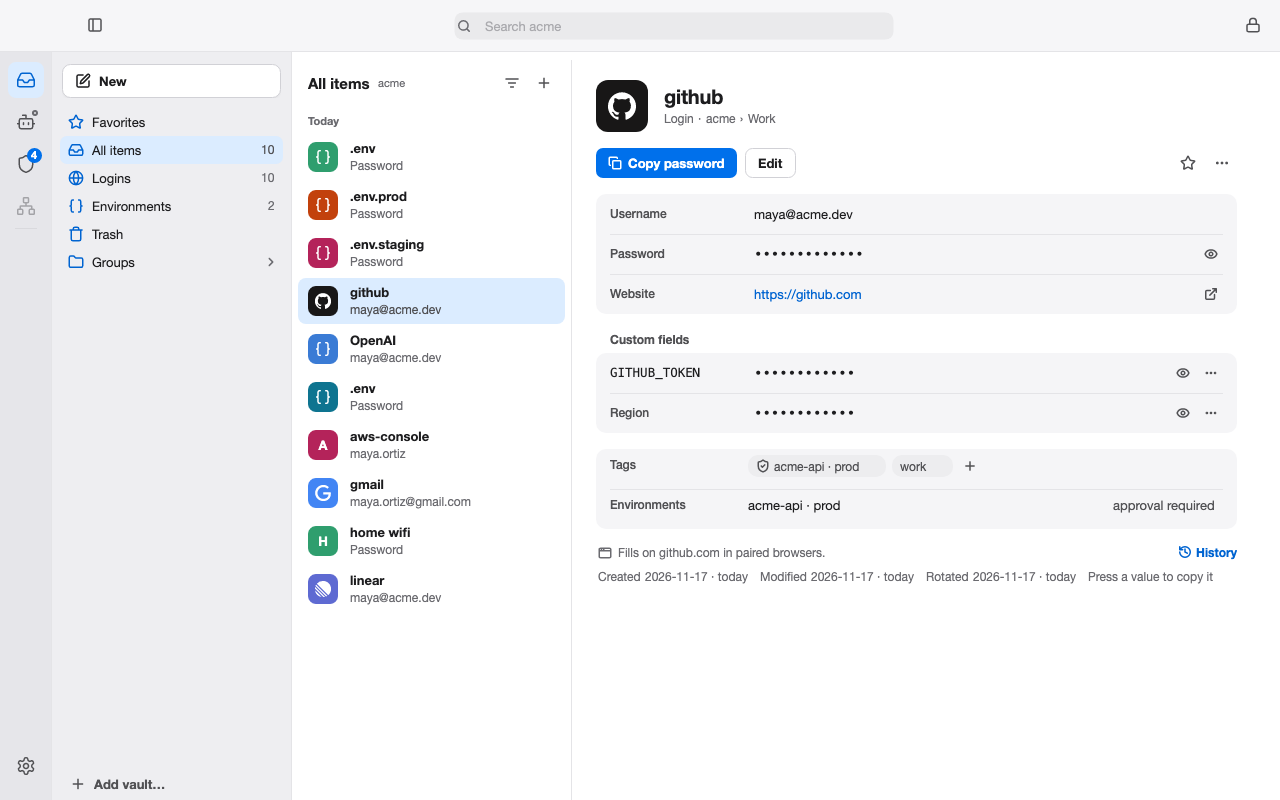 Search acme
4
New
Favorites
All items 10
Logins 10
Environments 2
Trash
Groups
Add vault...
All items acme
Today
.env
Password
.env.prod
Password
.env.staging
Password
github
maya@acme.dev
OpenAI
maya@acme.dev
.env
Password
A
aws-console
maya.ortiz
G
gmail
maya.ortiz@gmail.com
H
home wifi
Password
linear
maya@acme.dev
github
Login · acme › Work
Copy password
Edit
Username maya@acme.dev
Password •••••••••••••
Website https://github.com
Custom fields
GITHUB_TOKEN ••••••••••••
Region ••••••••••••
Tags acme-api · prod work
Environments acme-api · prod approval required
Fills on github.com in paired browsers. History
Created 2026-11-17 · today Modified 2026-11-17 · today Rotated 2026-11-17 · today Press a value to copy it